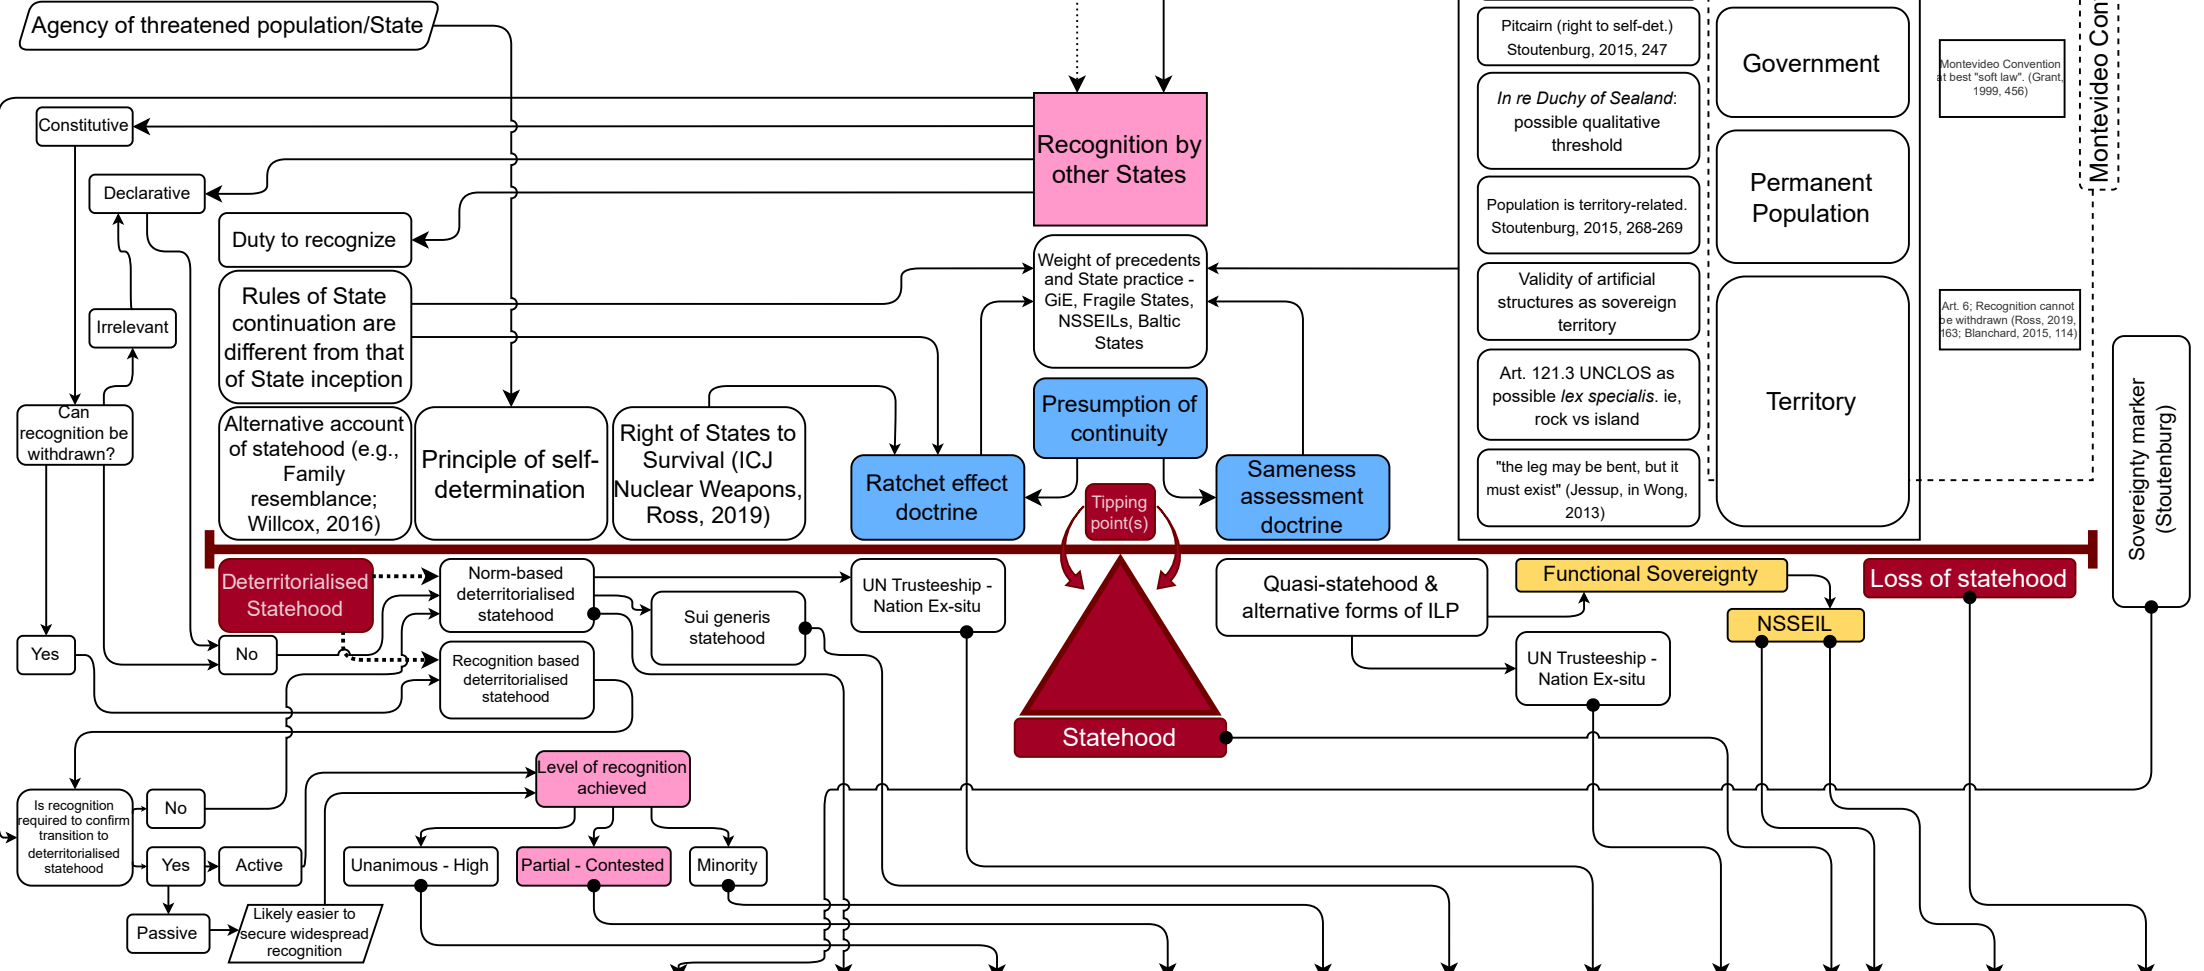 Agency of threatened population/State
Pitcairn (right to self-det.)
Stoutenburg, 2015, 247
Government
Montevideo Convention
at best "soft law". (Grant,
1999, 456)
Montevideo Con
In re Duchy of Sealand:
possible qualitative
threshold
Constitutive
Recognition by
other States
Permanent
Population
Declarative
Population is territory-related.
Stoutenburg, 2015, 268-269
Duty to recognize
Weight of precedents
and State practice -
GiE, Fragile States,
NSSEILs, Baltic
States
Rules of State
continuation are
different from that
of State inception
Validity of artificial
structures as sovereign
territory
Art. 6; Recognition cannot
be withdrawn (Ross, 2019,
163; Blanchard, 2015, 114)
Irrelevant
Art. 121.3 UNCLOS as
possible lex specialis. ie,
rock vs island
Territory
Sovereignty marker
(Stoutenburg)
Can
recognition be
withdrawn?
Alternative account
of statehood (e.g.,
Family
resemblance;
Willcox, 2016)
Principle of self-
determination
Right of States to
Survival (ICJ
Nuclear Weapons,
Ross, 2019)
Presumption of
continuity
Ratchet effect
doctrine
Tipping
point(s)
Sameness
assessment
doctrine
"the leg may be bent, but it
must exist" (Jessup, in Wong,
2013)
Deterritorialised
Statehood
Norm-based
deterritorialised
statehood
UN Trusteeship -
Nation Ex-situ
Quasi-statehood &
alternative forms of ILP
Functional Sovereignty
Loss of statehood
Sui generis
statehood
NSSEIL
Yes
No
Recognition based
deterritorialised
statehood
UN Trusteeship -
Nation Ex-situ
Statehood
Level of recognition
achieved
Is recognition
required to confirm
transition to
deterritorialised
statehood
No
Yes
Active
Unanimous - High
Partial - Contested
Minority
Passive
Likely easier to
secure widespread
recognition